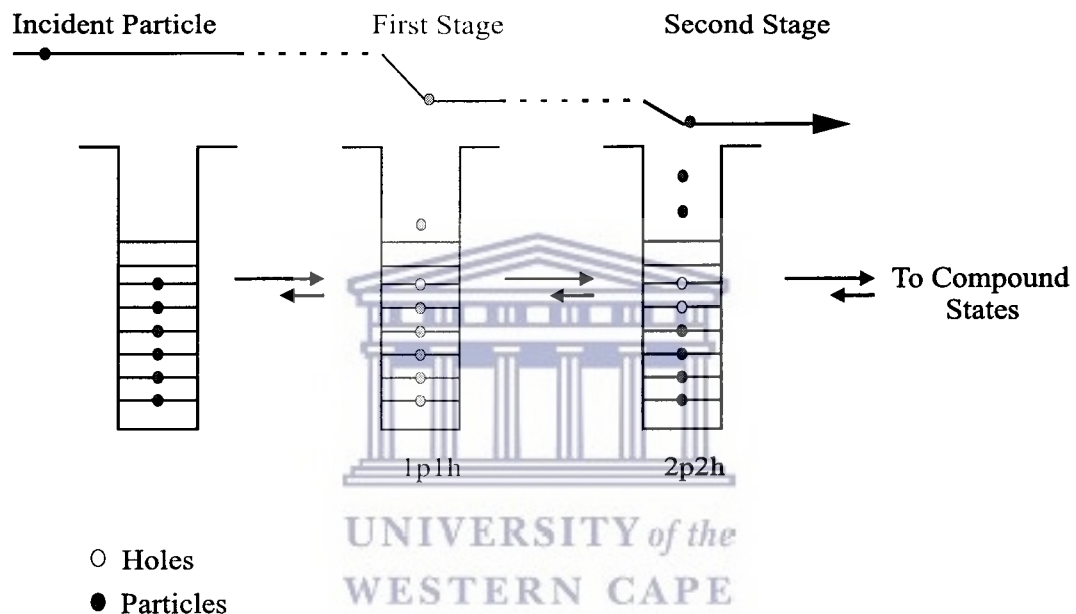 Incident Particle
First Stage
Second Stage
To Compound
States
1p1h
2p2h
UNIVERSITY of the
WESTERN CAPE
Holes
Particles